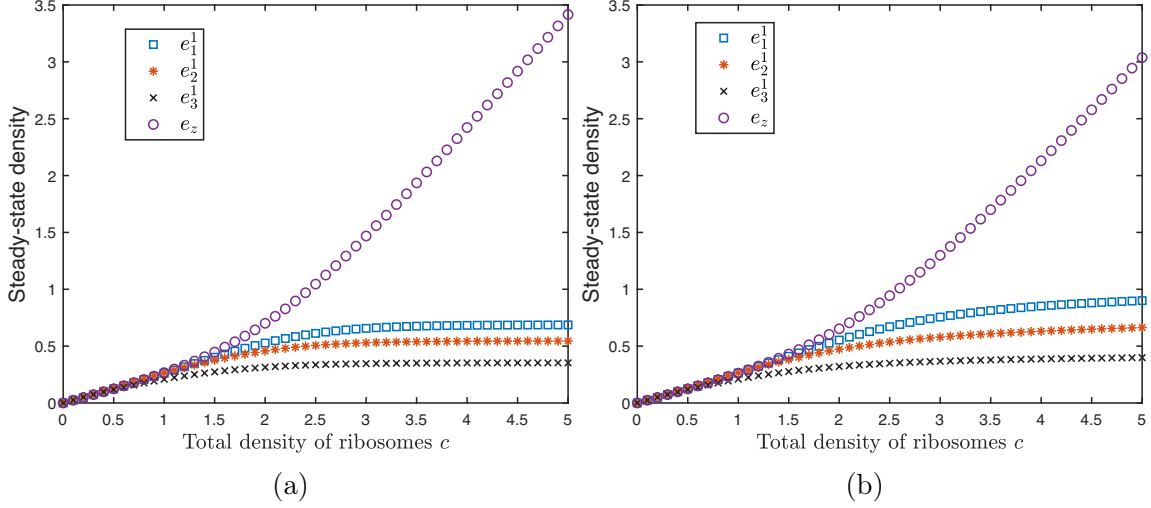 3.5
3
2.5
2
1.5
1
0.5
0
Steady-state density
e_1^1
e_2^1
e_3^1
e_z
0 0.5 1 1.5 2 2.5 3 3.5 4 4.5 5
Total density of ribosomes c
(a)
3.5
3
2.5
2
1.5
1
0.5
0
Steady-state density
e_1^1
e_2^1
e_3^1
e_z
0 0.5 1 1.5 2 2.5 3 3.5 4 4.5 5
Total density of ribosomes c
(b)